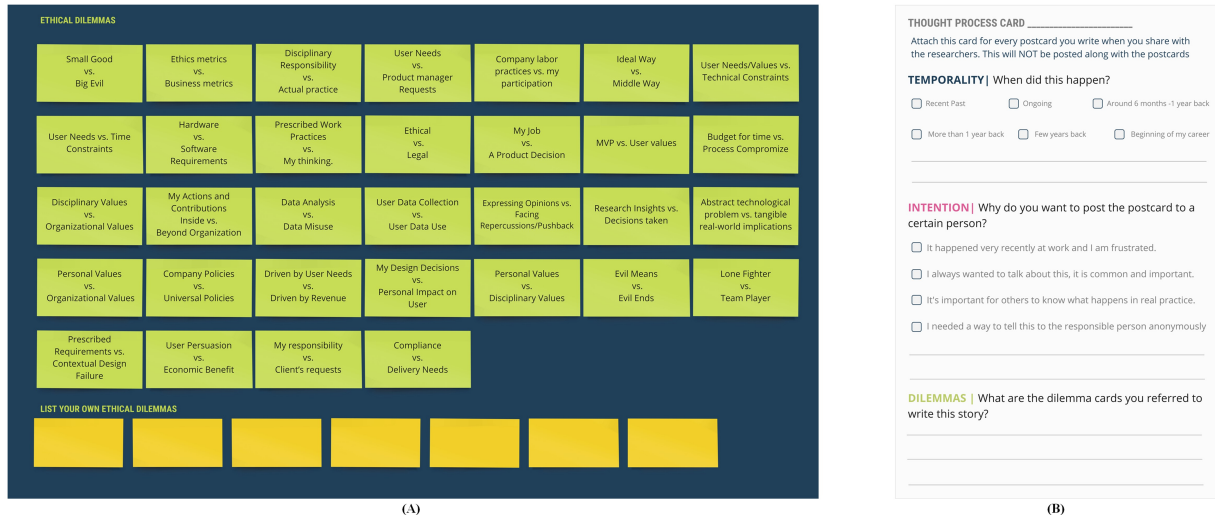 ETHICAL DILEMMAS
Small Good
vs.
Big Evil
Ethics metrics
vs.
Business metrics
Disciplinary
Responsibility
vs.
Actual practice
User Needs
vs.
Product manager
Requests
Company labor
practices vs. my
participation
Ideal Way
vs.
Middle Way
User Needs/Values vs.
Technical Constraints
User Needs vs. Time
Constraints
Hardware
vs.
Software
Requirements
Prescribed Work
Practices
vs.
My thinking.
Ethical
vs.
Legal
My Job
vs.
A Product Decision
MVP vs. User values
Budget for time vs.
Process Compromize
Disciplinary Values
vs.
Organizational Values
My Actions and
Contributions
Inside vs.
Beyond Organization
Data Analysis
vs.
Data Misuse
User Data Collection
vs.
User Data Use
Expressing Opinions vs.
Facing
Repercussions/Pushback
Research Insights vs.
Decisions taken
Abstract technological
problem vs. tangible
real-world implications
Personal Values
vs.
Organizational Values
Company Policies
vs.
Universal Policies
Driven by User Needs
vs.
Driven by Revenue
My Design Decisions
vs.
Personal Impact on
User
Personal Values
vs.
Disciplinary Values
Evil Means
vs.
Evil Ends
Lone Fighter
vs.
Team Player
Prescribed
Requirements vs.
Contextual Design
Failure
User Persuasion
vs.
Economic Benefit
My responsibility
vs.
Client's requests
Compliance
vs.
Delivery Needs
LIST YOUR OWN ETHICAL DILEMMAS
(A)
THOUGHT PROCESS CARD ________________________
Attach this card for every postcard you write when you share with
the researchers. This will NOT be posted along with the postcards
TEMPORALITY| When did this happen?
Recent Past
Ongoing
Around 6 months -1 year back
More than 1 year back
Few years back
Beginning of my career
INTENTION| Why do you want to post the postcard to a
certain person?
It happened very recently at work and I am frustrated.
I always wanted to talk about this, it is common and important.
It's important for others to know what happens in real practice.
I needed a way to tell this to the responsible person anonymously
DILEMMAS | What are the dilemma cards you referred to
write this story?
(B)